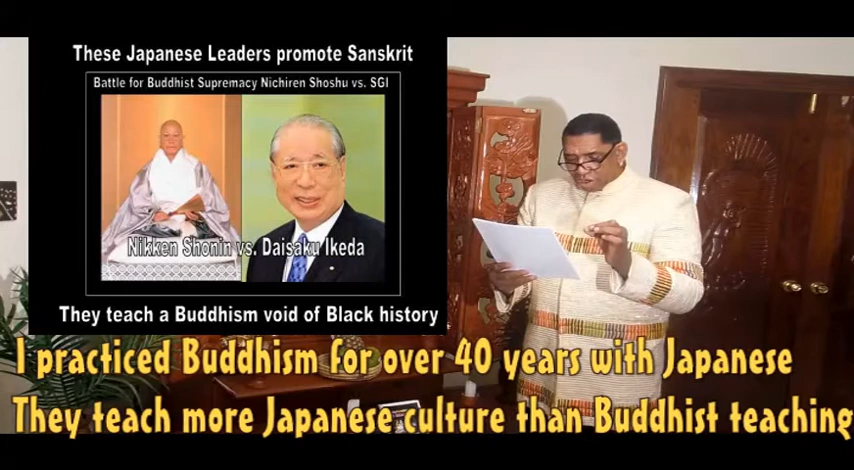 These Japanese Leaders promote Sanskrit
Battle for Buddhist Supremacy Nichiren Shoshu vs. SGI
Nikken Shonin vs. Daisaku Ikeda
They teach a Buddhism void of Black history
I practiced Buddhism for over 40 years with Japanese
They teach more Japanese culture than Buddhist teaching